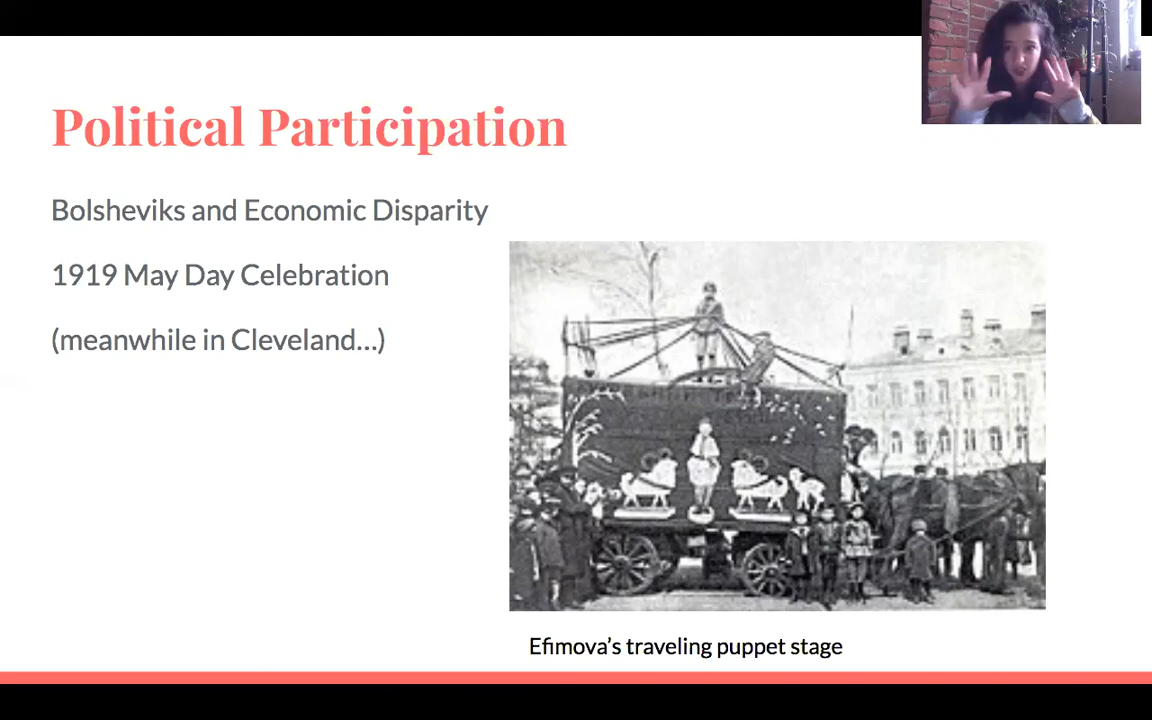 Political Participation
Bolsheviks and Economic Disparity
1919 May Day Celebration
(meanwhile in Cleveland...)
Efimova's traveling puppet stage